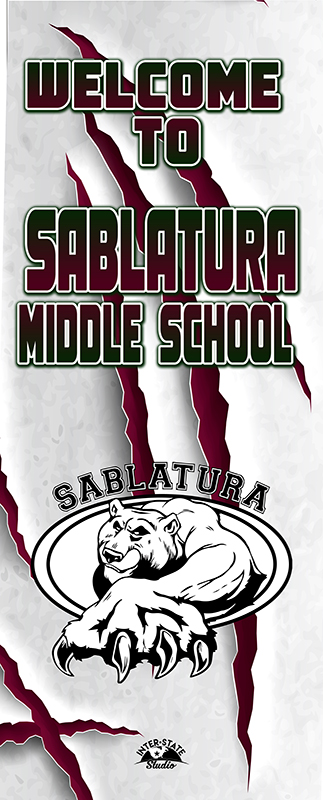 WELCOME
TO
SABLATURA
MIDDLE SCHOOL
SABLATURA
INTER-STATE
Studio